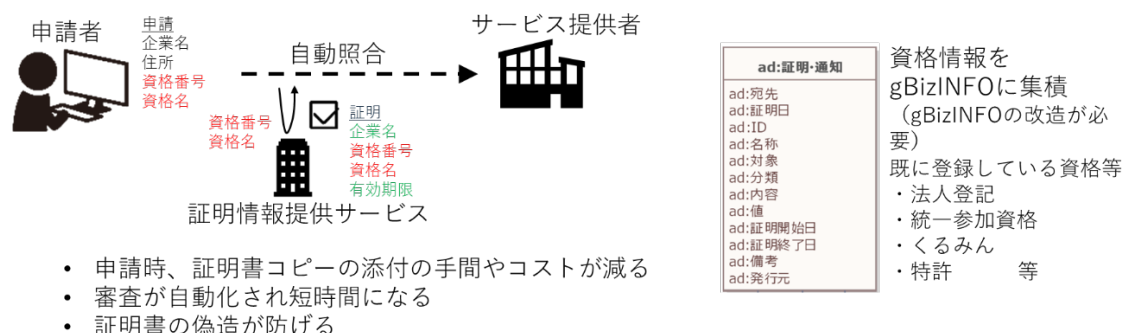 申請者
申請
企業名
住所
資格番号
資格名
自動照合
サービス提供者
資格番号
資格名
証明
企業名
資格番号
資格名
有効期限
証明情報提供サービス
• 申請時、証明書コピーの添付の手間やコストが減る
• 審査が自動化され短時間になる
• 証明書の偽造が防げる
ad:証明・通知
ad:宛先
ad:証明日
ad:ID
ad:名称
ad:対象
ad:分類
ad:内容
ad:値
ad:証明開始日
ad:証明終了日
ad:備考
ad:発行元
資格情報を
gBizINFOに集積
（gBizINFOの改造が必
要）
既に登録している資格等
・法人登記
・統一参加資格
・くるみん
・特許 等